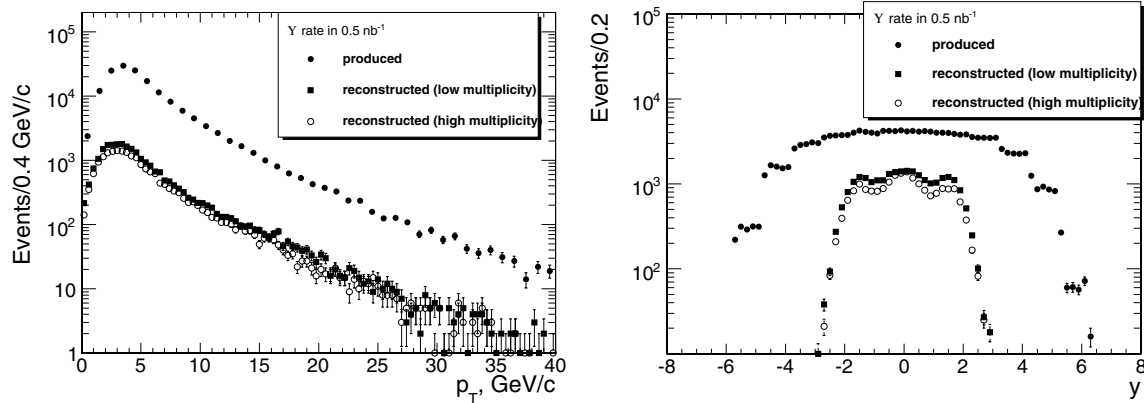 Events/0.4 GeV/c
10⁵
10⁴
10³
10²
10
1
ϒ rate in 0.5 nb⁻¹
produced
reconstructed (low multiplicity)
reconstructed (high multiplicity)
0 5 10 15 20 25 30 35 40
p_T, GeV/c
Events/0.2
10⁵
10⁴
10³
10²
ϒ rate in 0.5 nb⁻¹
produced
reconstructed (low multiplicity)
reconstructed (high multiplicity)
-8 -6 -4 -2 0 2 4 6 8
y